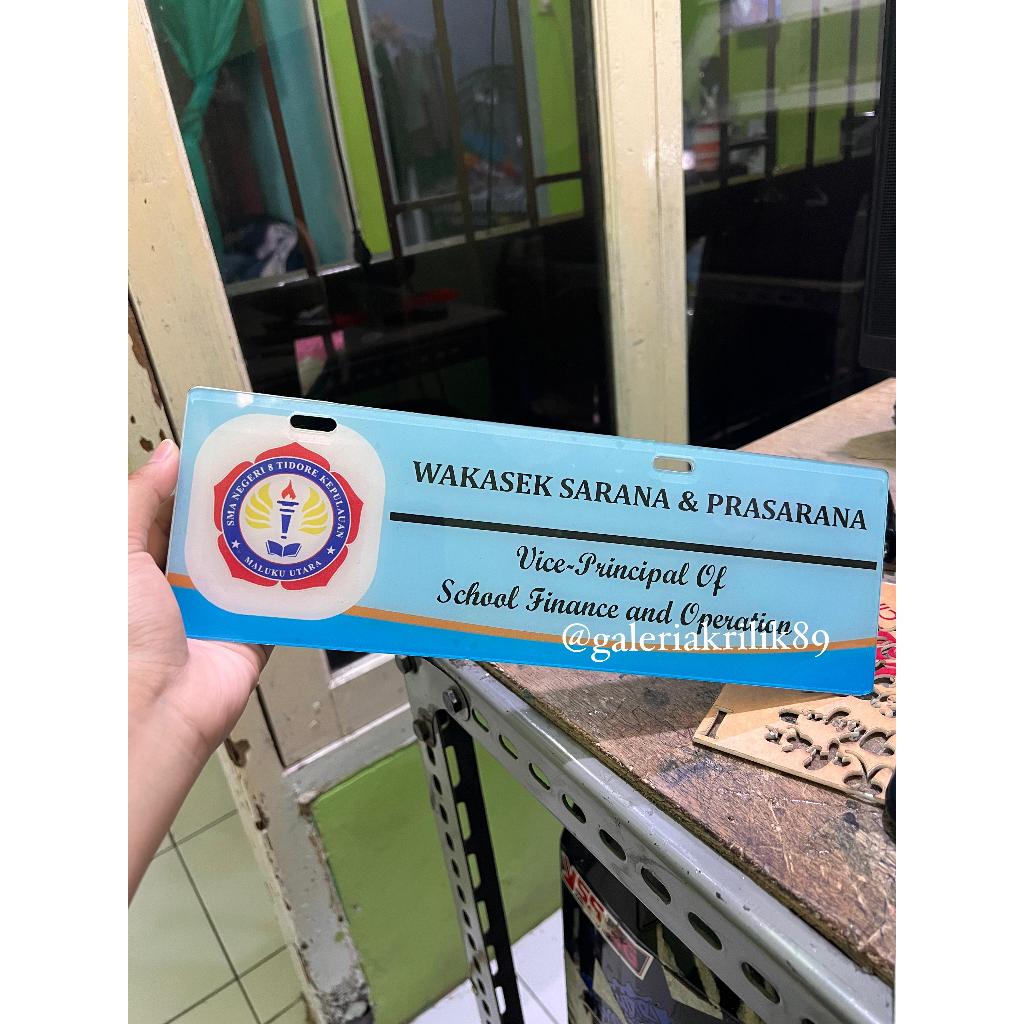 SMA NEGERI 8 TIDORE KEPULAUAN
MALUKU UTARA
WAKASEK SARANA & PRASARANA
Vice-Principal Of
School Finance and Operation
@galeriakrilik89